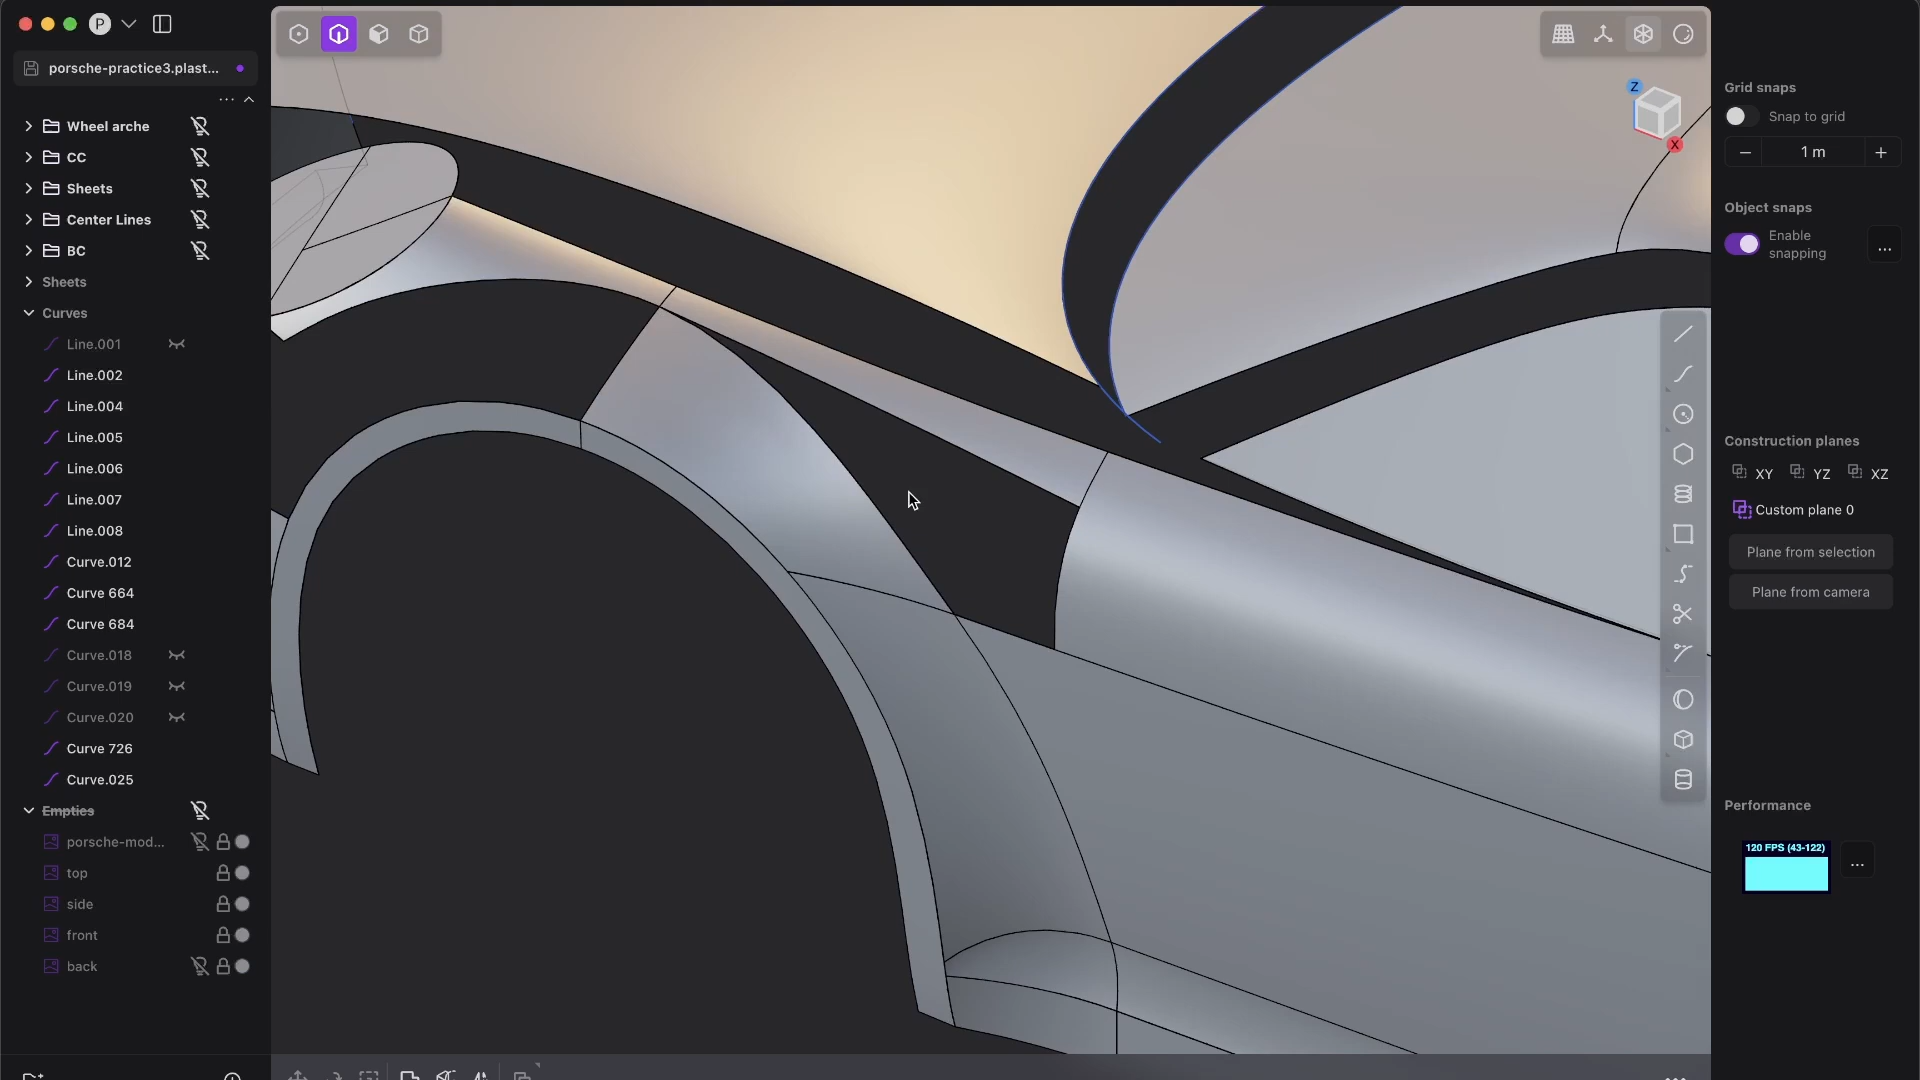 P
porsche-practice3.plast...
Wheel arche
CC
Sheets
Center Lines
BC
Sheets
Curves
Line.001
Line.002
Line.004
Line.005
Line.006
Line.007
Line.008
Curve.012
Curve 664
Curve 684
Curve.018
Curve.019
Curve.020
Curve 726
Curve.025
Empties
porsche-mod...
top
side
front
back
Z
X
Grid snaps
Snap to grid
1 m
Object snaps
Enable
snapping
Construction planes
XY YZ XZ
Custom plane 0
Plane from selection
Plane from camera
Performance
120 FPS (43-122)